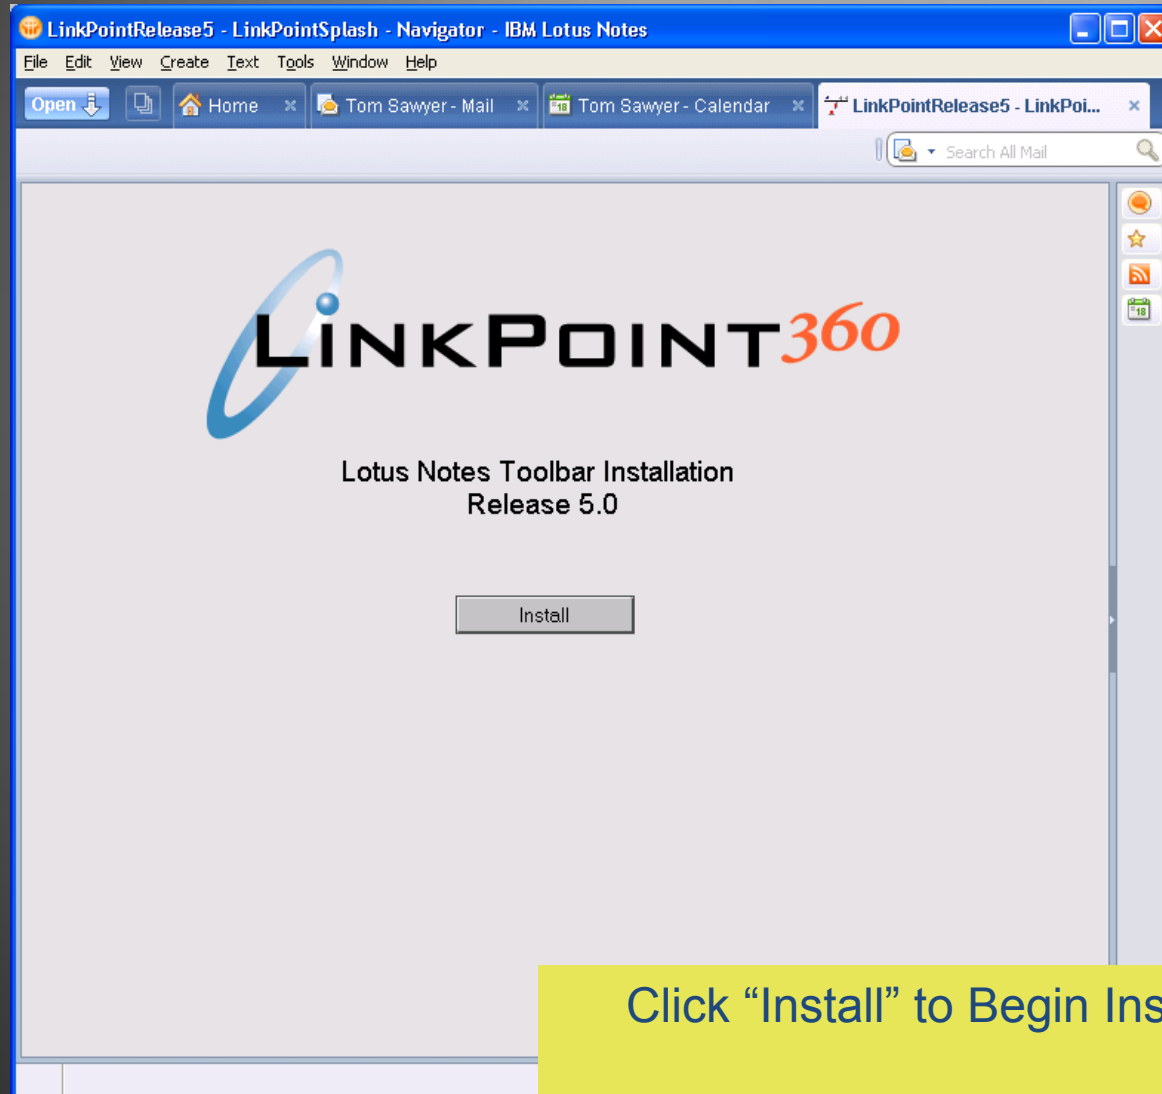 LinkPointRelease5 - LinkPointSplash - Navigator - IBM Lotus Notes
File Edit View Create Text Tools Window Help
Open Home Tom Sawyer - Mail Tom Sawyer - Calendar LinkPointRelease5 - LinkPoi...
Search All Mail
18
LINKPOINT360
Lotus Notes Toolbar Installation
Release 5.0
Install
Click “Install” to Begin